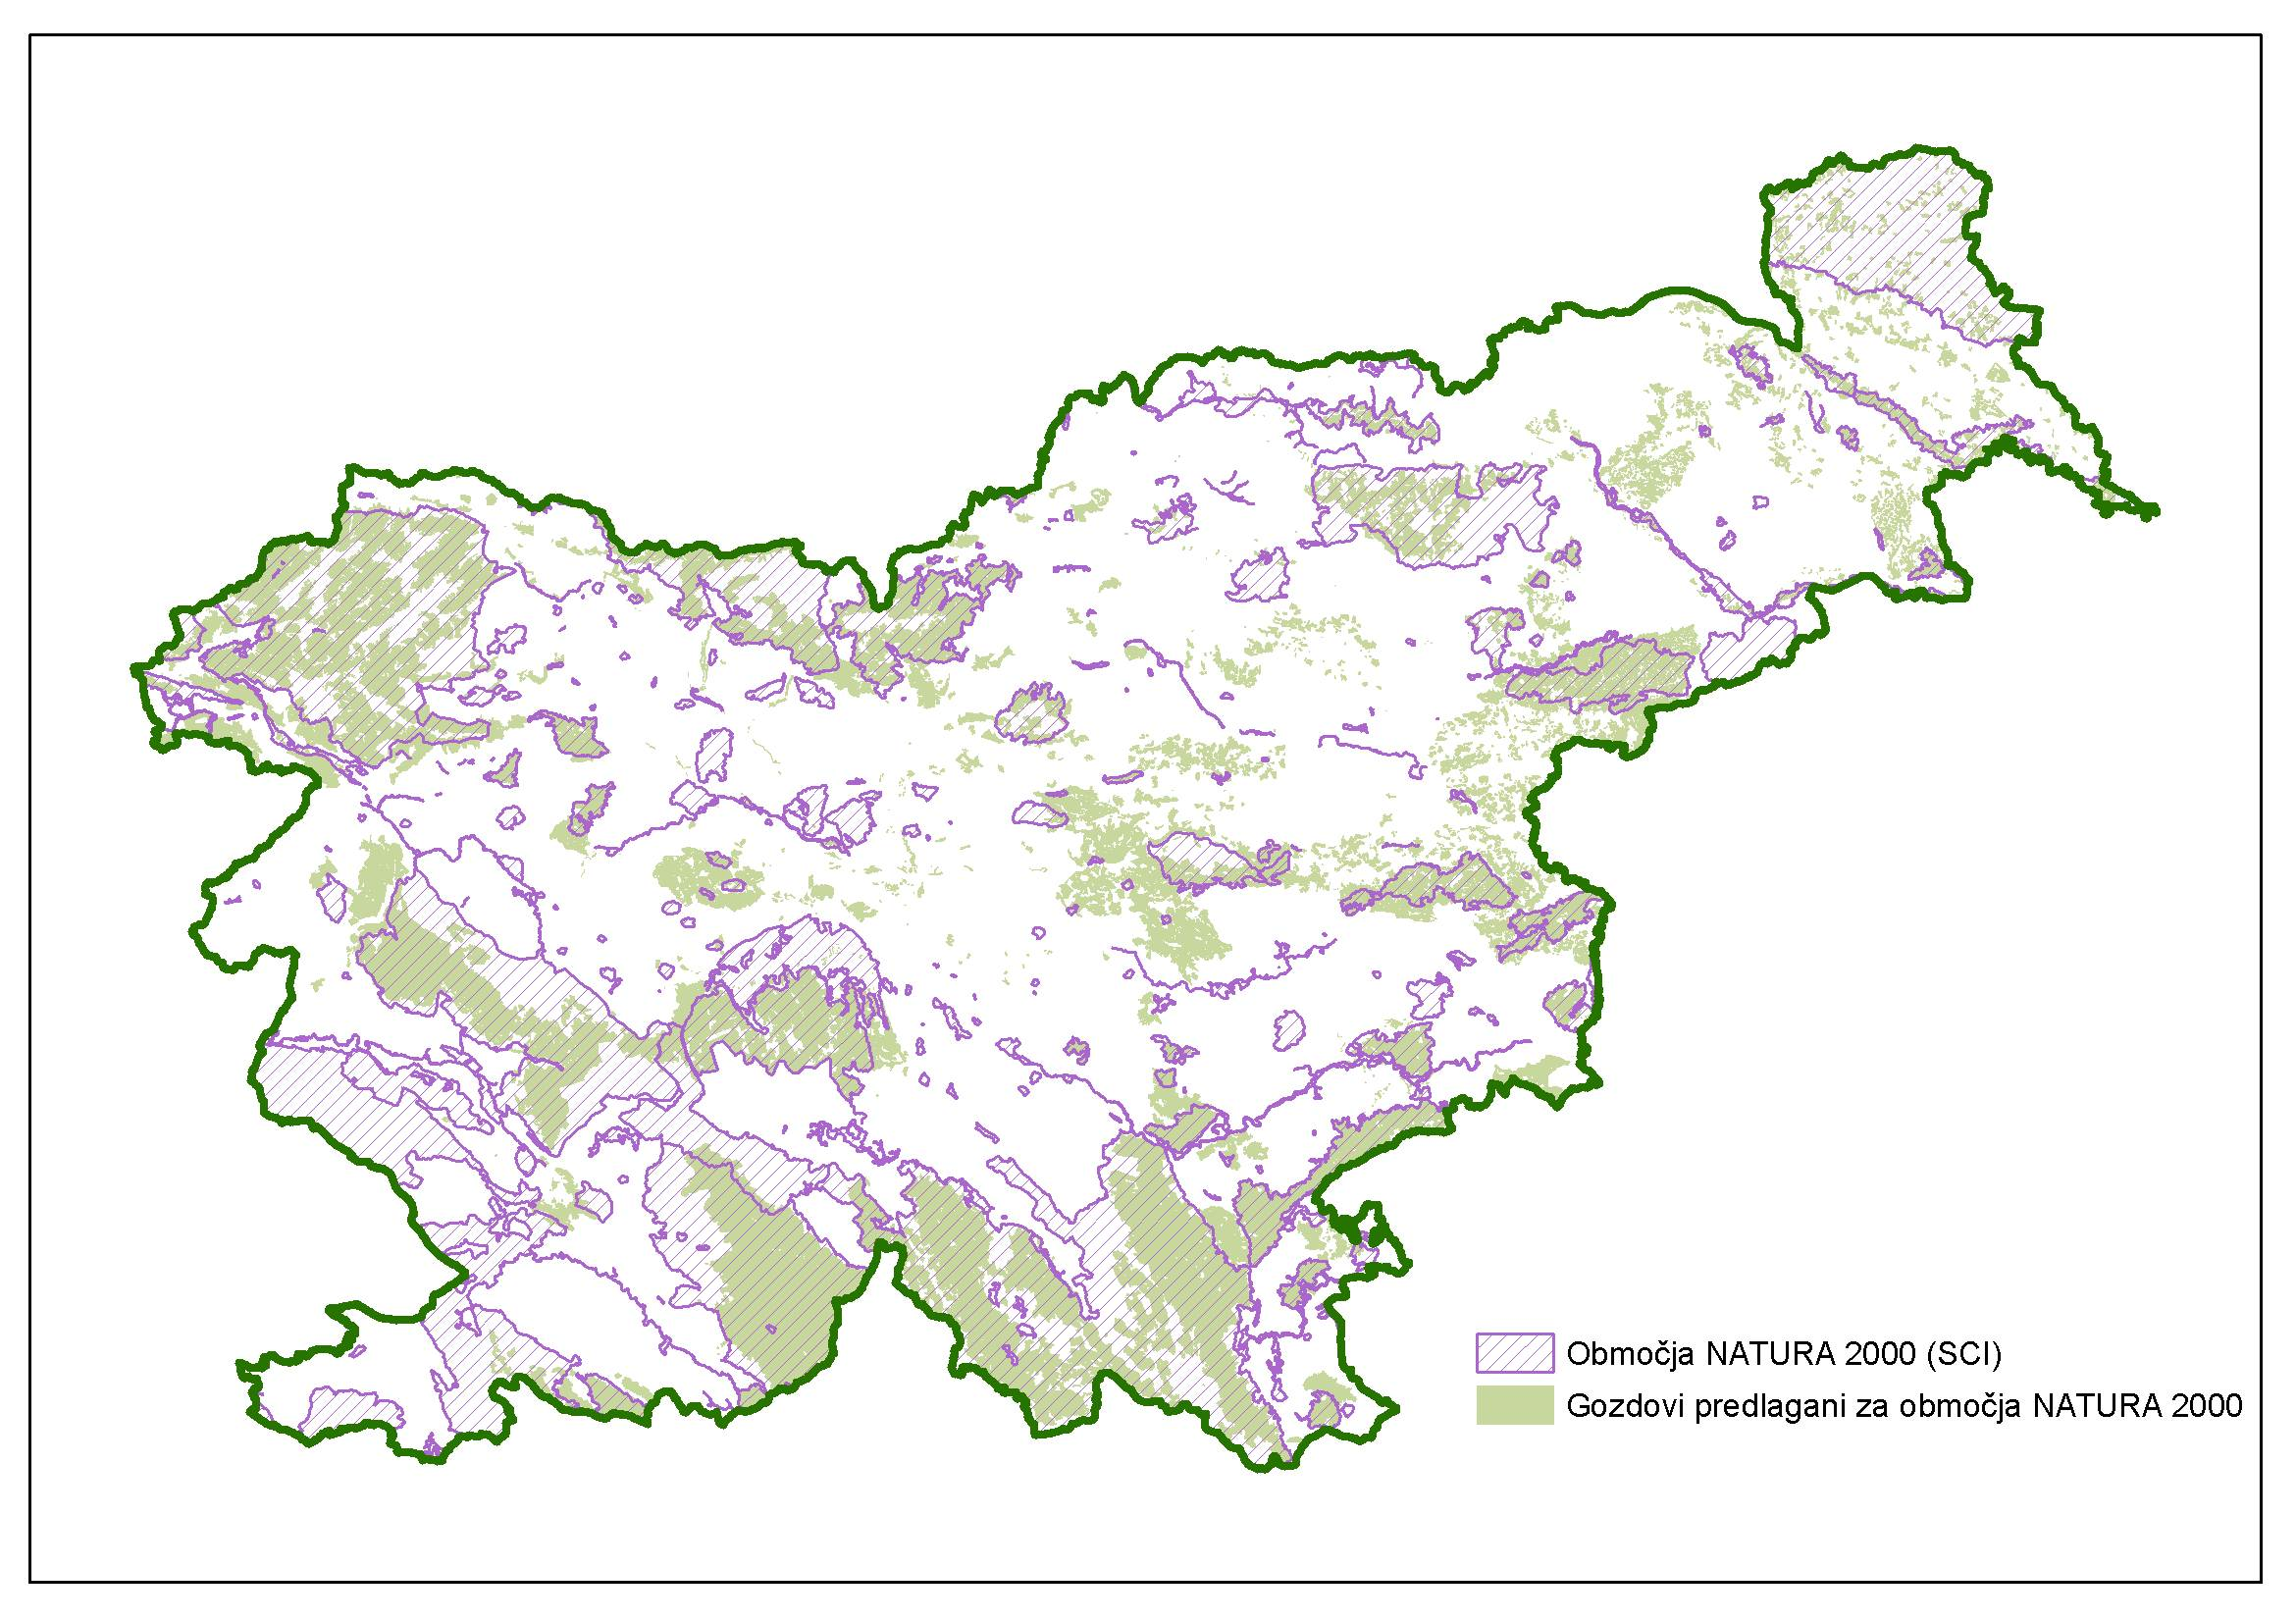 Območja NATURA 2000 (SCI)
Gozdovi predlagani za območja NATURA 2000